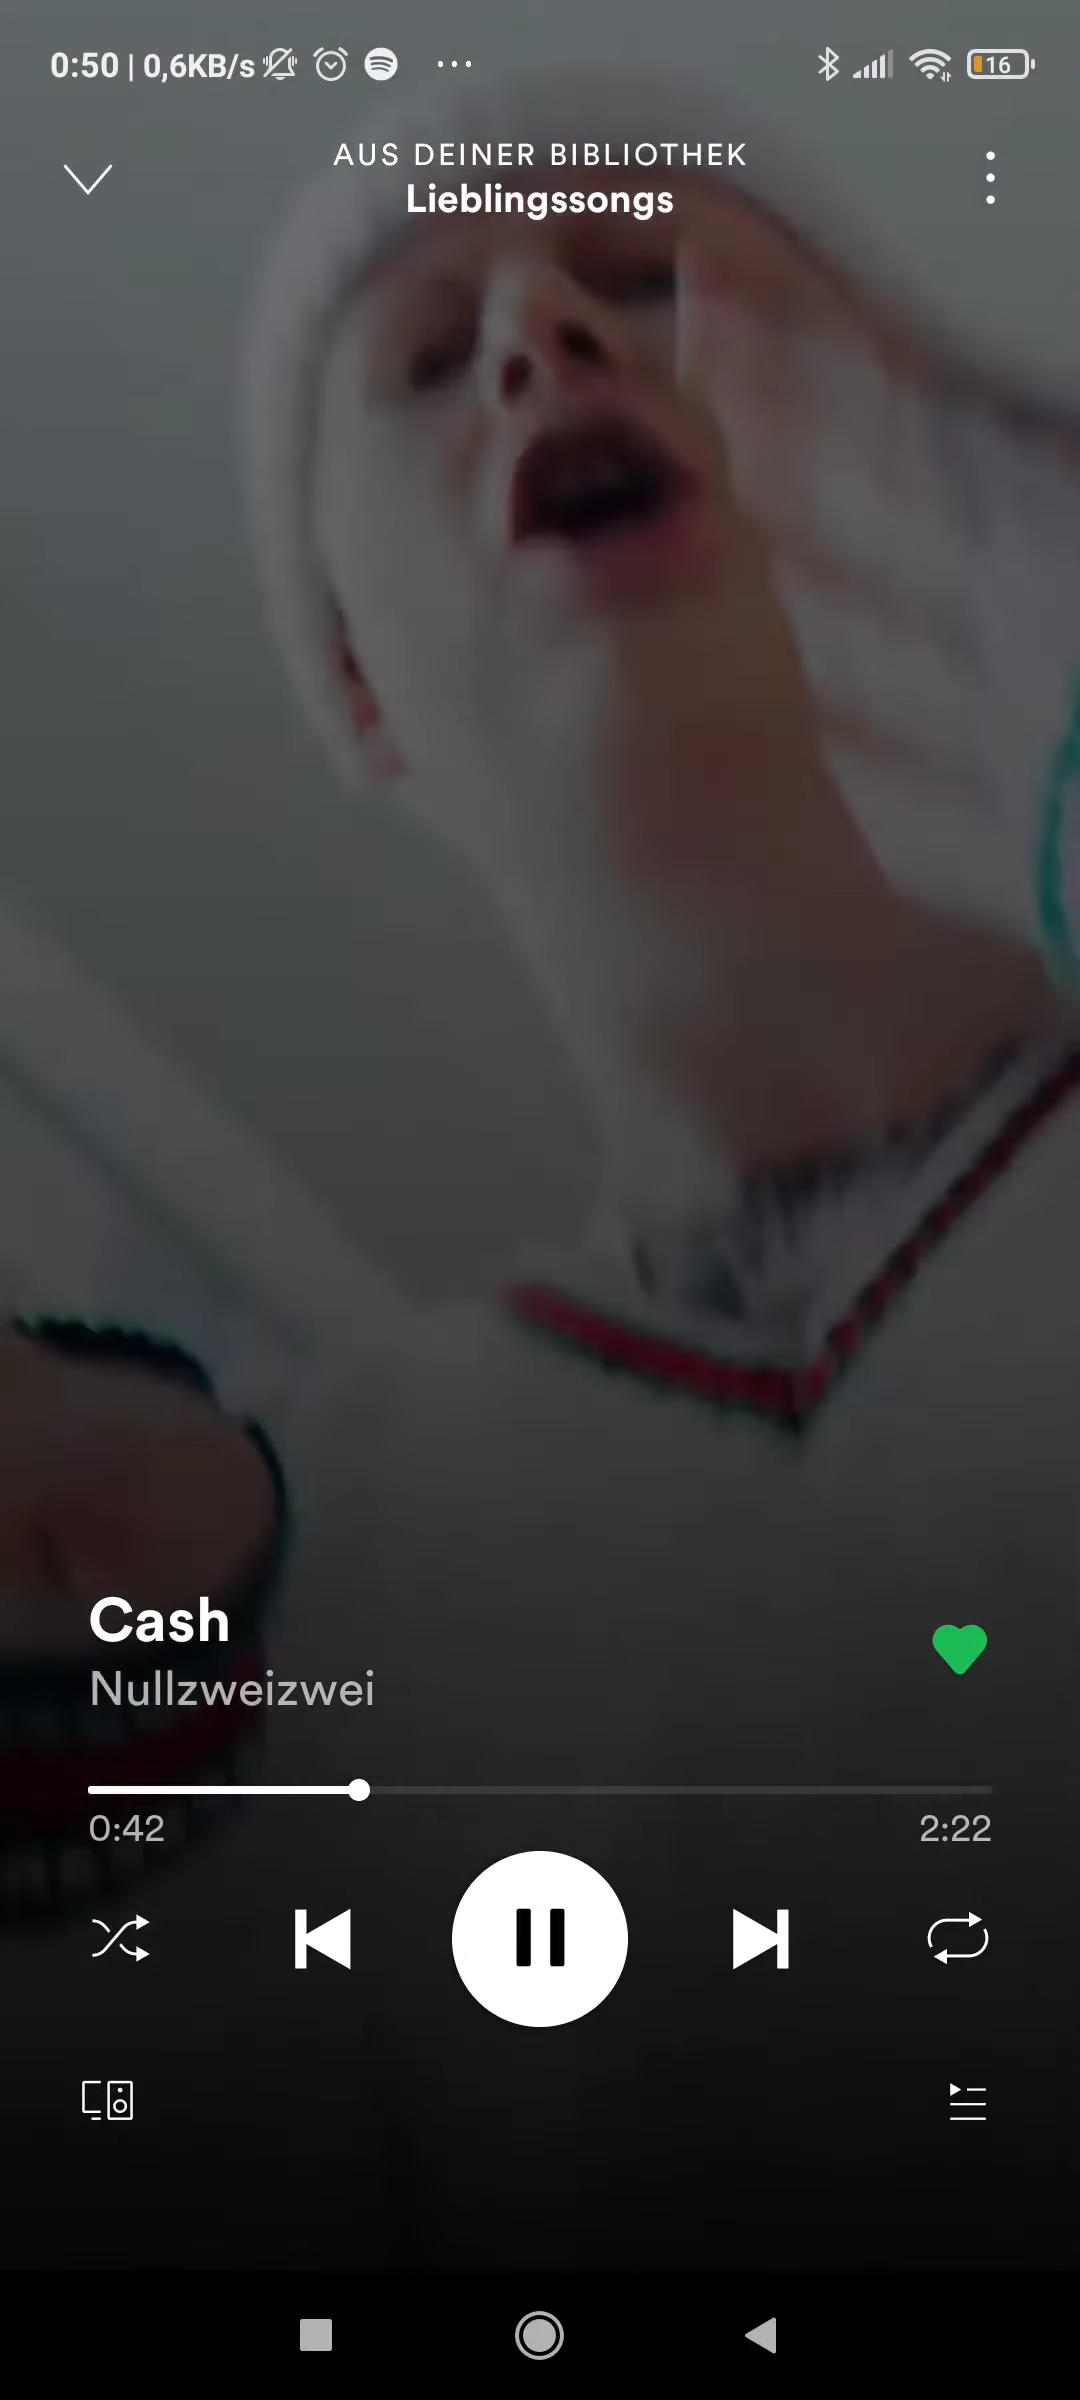 0:50 | 0,6KB/s ... 16
AUS DEINER BIBLIOTHEK
Lieblingssongs
Cash
Nullzweizwei
0:42 2:22